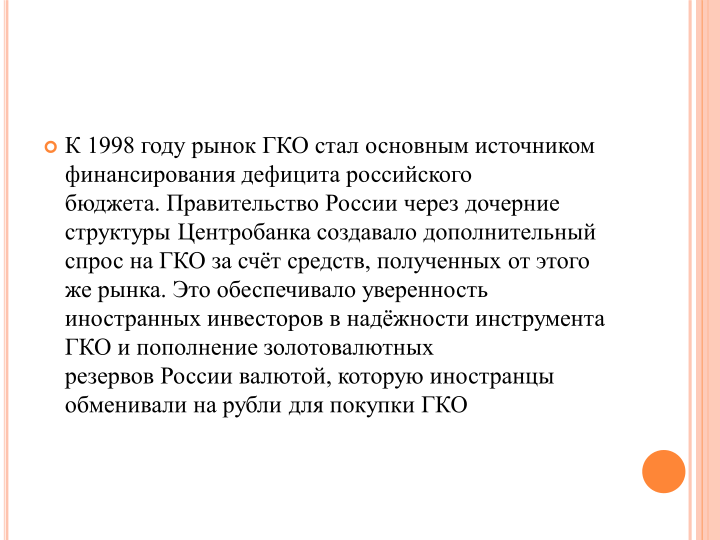 К 1998 году рынок ГКО стал основным источником
финансирования дефицита российского
бюджета. Правительство России через дочерние
структуры Центробанка создавало дополнительный
спрос на ГКО за счёт средств, полученных от этого
же рынка. Это обеспечивало уверенность
иностранных инвесторов в надёжности инструмента
ГКО и пополнение золотовалютных
резервов России валютой, которую иностранцы
обменивали на рубли для покупки ГКО